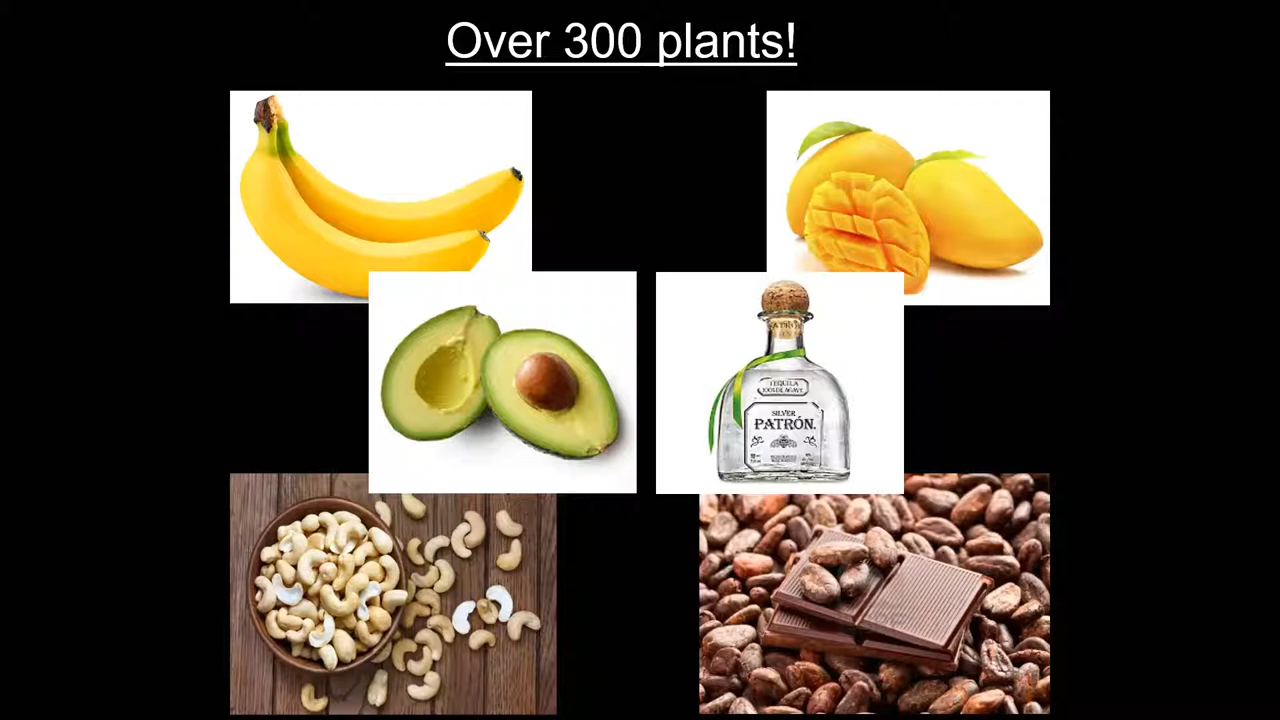 Over 300 plants!
TEQUILA
100% DE AGAVE
SILVER
PATRÓN.